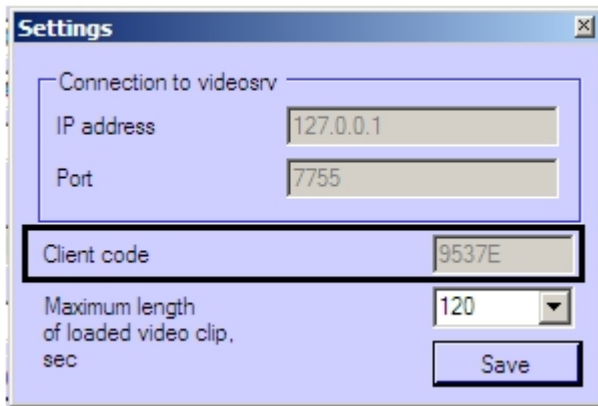 Settings
Connection to videosrv
IP address 127.0.0.1
Port 7755
Client code 9537E
Maximum length 120
of loaded video clip,
sec
Save